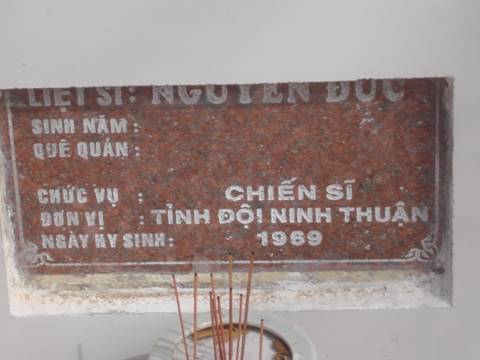 LIỆT SĨ: NGUYỄN ĐỨC
SINH NĂM :
QUÊ QUÁN :
CHỨC VỤ : CHIẾN SĨ
ĐƠN VỊ : TỈNH ĐỘI NINH THUẬN
NGÀY HY SINH: 1969